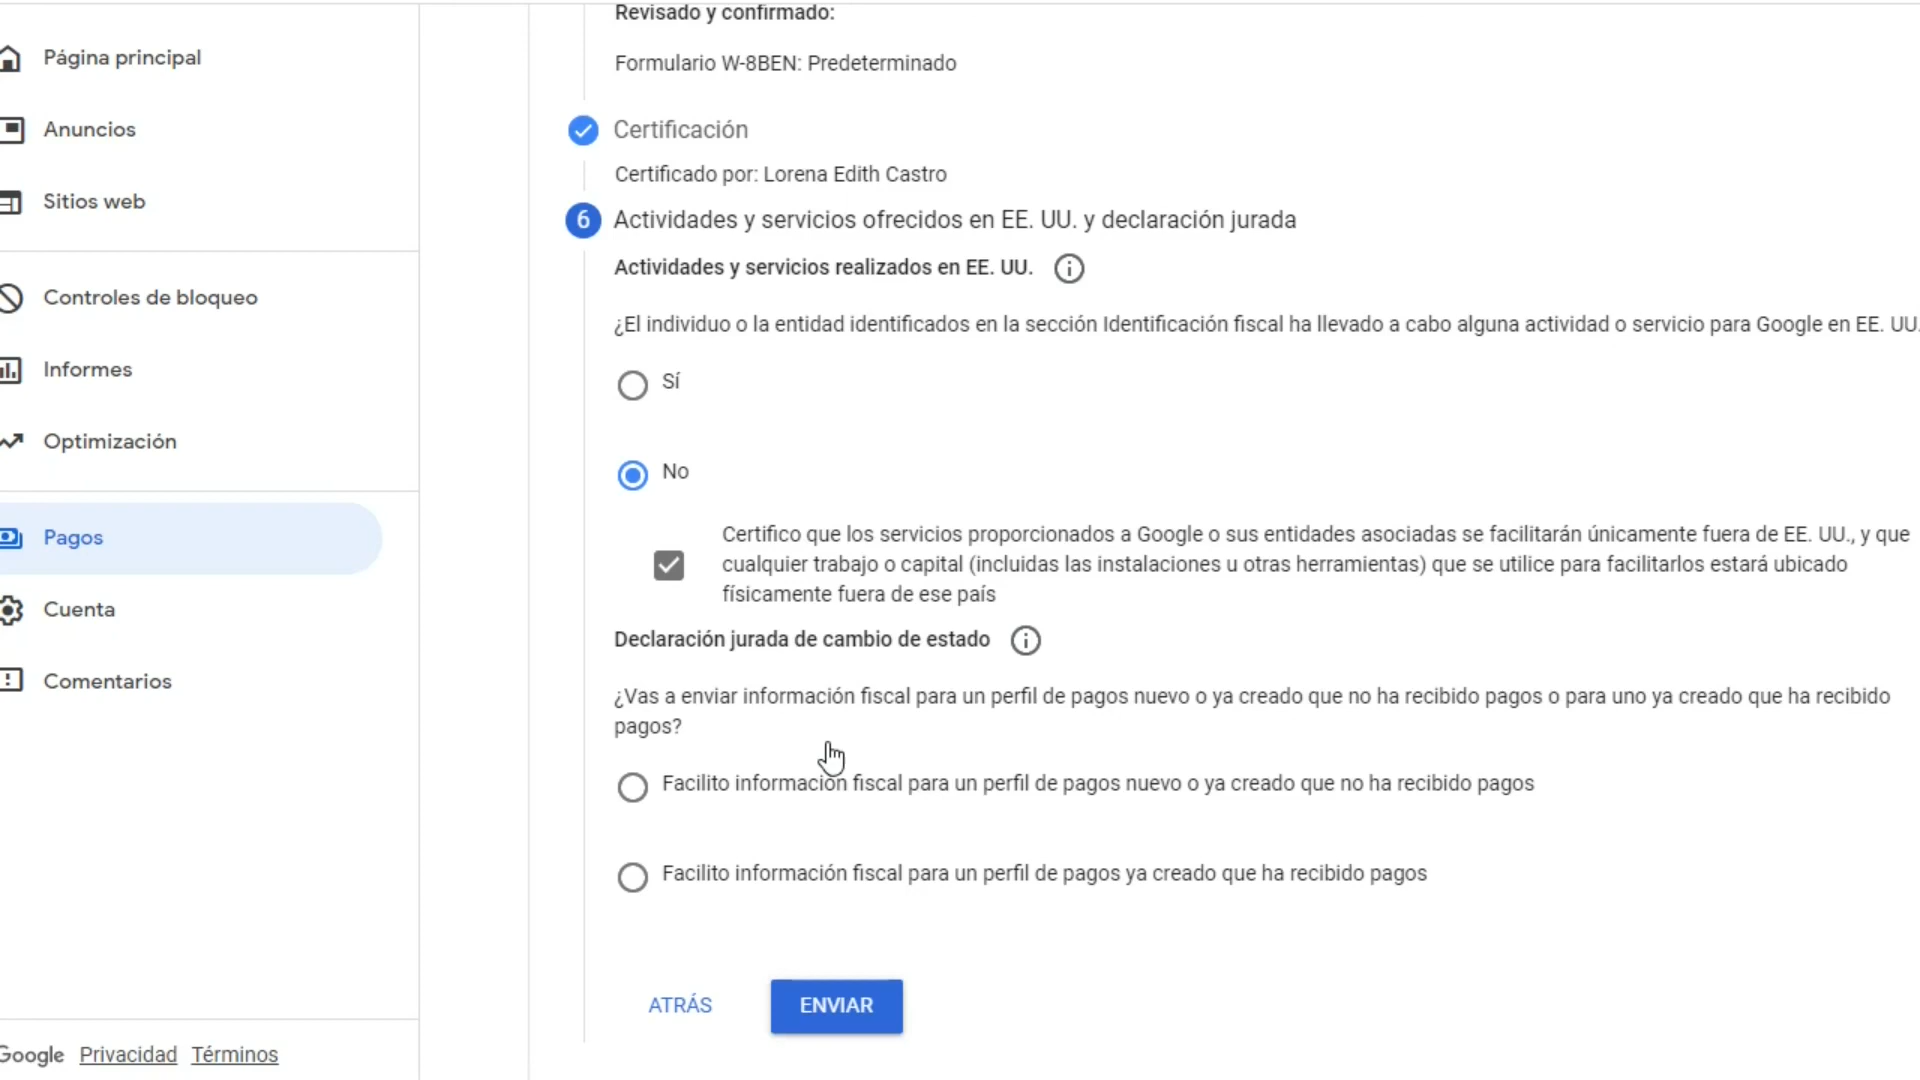 Página principal
Anuncios
Sitios web
Controles de bloqueo
Informes
Optimización
Pagos
Cuenta
Comentarios
Google Privacidad Términos
Revisado y confirmado:
Formulario W-8BEN: Predeterminado
Certificación
Certificado por: Lorena Edith Castro
6 Actividades y servicios ofrecidos en EE. UU. y declaración jurada
Actividades y servicios realizados en EE. UU.
¿El individuo o la entidad identificados en la sección Identificación fiscal ha llevado a cabo alguna actividad o servicio para Google en EE. UU.
Sí
No
Certifico que los servicios proporcionados a Google o sus entidades asociadas se facilitarán únicamente fuera de EE. UU., y que
cualquier trabajo o capital (incluidas las instalaciones u otras herramientas) que se utilice para facilitarlos estará ubicado
físicamente fuera de ese país
Declaración jurada de cambio de estado
¿Vas a enviar información fiscal para un perfil de pagos nuevo o ya creado que no ha recibido pagos o para uno ya creado que ha recibido
pagos?
Facilito información fiscal para un perfil de pagos nuevo o ya creado que no ha recibido pagos
Facilito información fiscal para un perfil de pagos ya creado que ha recibido pagos
ATRÁS ENVIAR